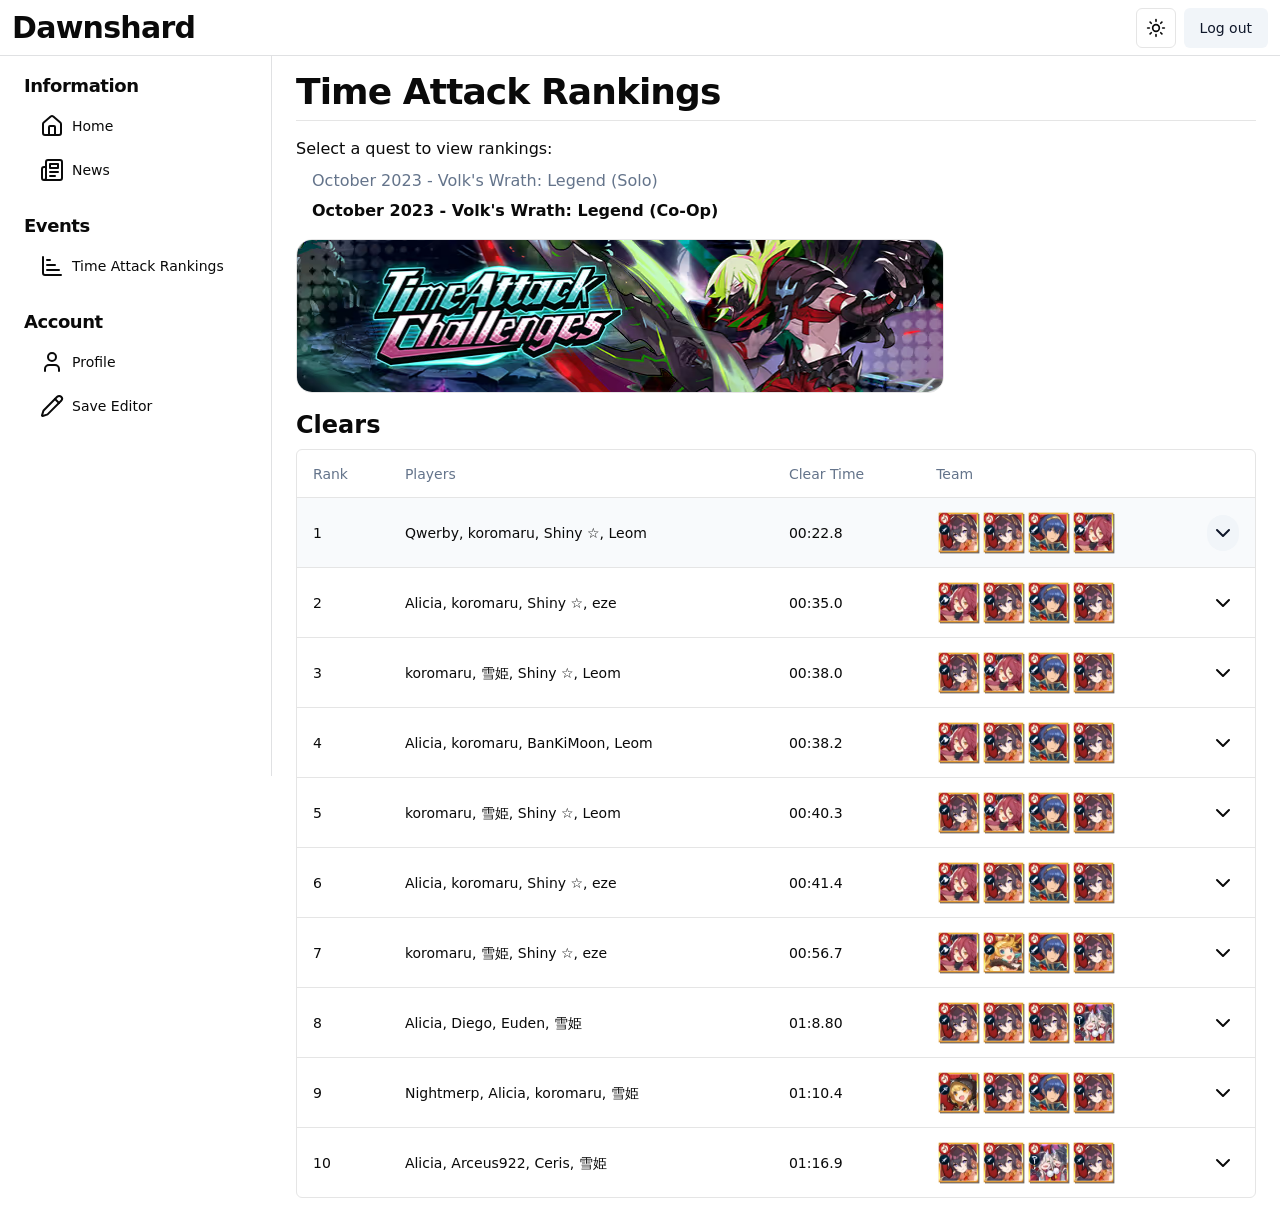 Dawnshard
Log out
Information
Home
News
Events
Time Attack Rankings
Account
Profile
Save Editor
Time Attack Rankings
Select a quest to view rankings:
October 2023 - Volk's Wrath: Legend (Solo)
October 2023 - Volk's Wrath: Legend (Co-Op)
Time Attack
Challenges
Clears
Rank Players Clear Time Team
1 Qwerby, koromaru, Shiny ☆, Leom 00:22.8
2 Alicia, koromaru, Shiny ☆, eze 00:35.0
3 koromaru, 雪姫, Shiny ☆, Leom 00:38.0
4 Alicia, koromaru, BanKiMoon, Leom 00:38.2
5 koromaru, 雪姫, Shiny ☆, Leom 00:40.3
6 Alicia, koromaru, Shiny ☆, eze 00:41.4
7 koromaru, 雪姫, Shiny ☆, eze 00:56.7
8 Alicia, Diego, Euden, 雪姫 01:8.80
9 Nightmerp, Alicia, koromaru, 雪姫 01:10.4
10 Alicia, Arceus922, Ceris, 雪姫 01:16.9